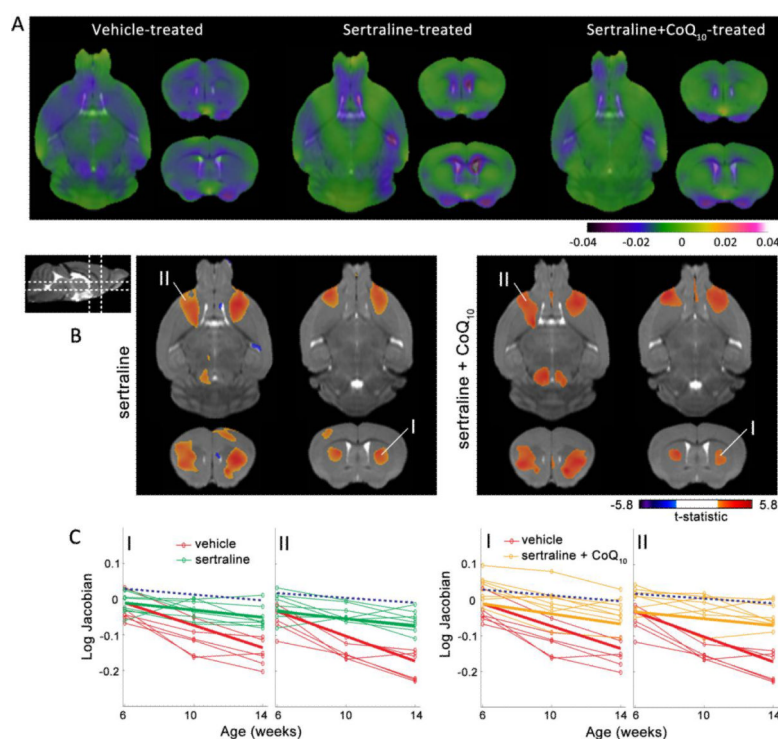 A
Vehicle-treated
Sertraline-treated
Sertraline+CoQ10-treated
-0.04 -0.02 0 0.02 0.04
B
sertraline
II
I
sertraline + CoQ10
II
I
-5.8 5.8
t-statistic
C
I
vehicle
sertraline
II
I
vehicle
sertraline + CoQ10
II
Log Jacobian
0.1
0
-0.1
-0.2
6 10 14 6 10 14
Age (weeks)
Log Jacobian
0.1
0
-0.1
-0.2
6 10 14 6 10 14
Age (weeks)